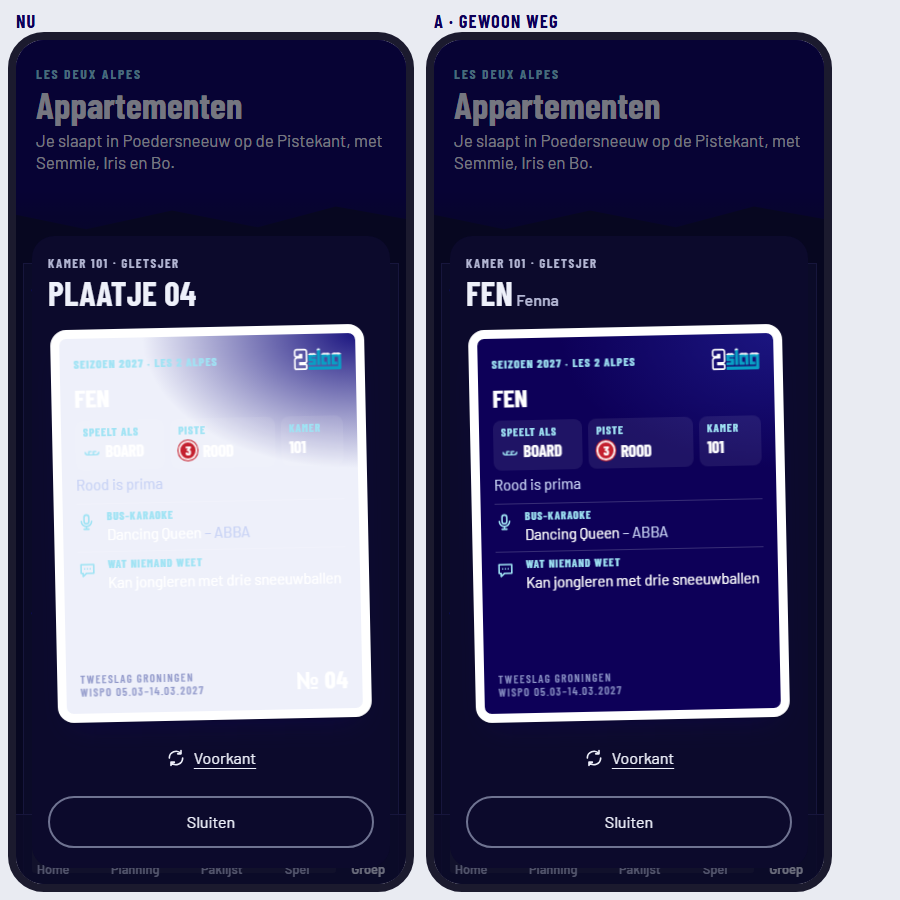 NU
LES DEUX ALPES
Appartementen
Je slaapt in Poedersneeuw op de Pistekant, met
Semmie, Iris en Bo.
KAMER 101 · GLETSJER
PLAATJE 04
SEIZOEN 2027 · LES 2 ALPES
2slag
FEN
SPEELT ALS
BOARD
PISTE
3 ROOD
KAMER
101
Rood is prima
BUS-KARAOKE
Dancing Queen – ABBA
WAT NIEMAND WEET
Kan jongleren met drie sneeuwballen
TWEESLAG GRONINGEN
WISPO 05.03–14.03.2027
№ 04
Voorkant
Sluiten
Home Planning Paklijst Spel Groep
A · GEWOON WEG
LES DEUX ALPES
Appartementen
Je slaapt in Poedersneeuw op de Pistekant, met
Semmie, Iris en Bo.
KAMER 101 · GLETSJER
FEN Fenna
SEIZOEN 2027 · LES 2 ALPES
2slag
FEN
SPEELT ALS
BOARD
PISTE
3 ROOD
KAMER
101
Rood is prima
BUS-KARAOKE
Dancing Queen – ABBA
WAT NIEMAND WEET
Kan jongleren met drie sneeuwballen
TWEESLAG GRONINGEN
WISPO 05.03–14.03.2027
Voorkant
Sluiten
Home Planning Paklijst Spel Groep